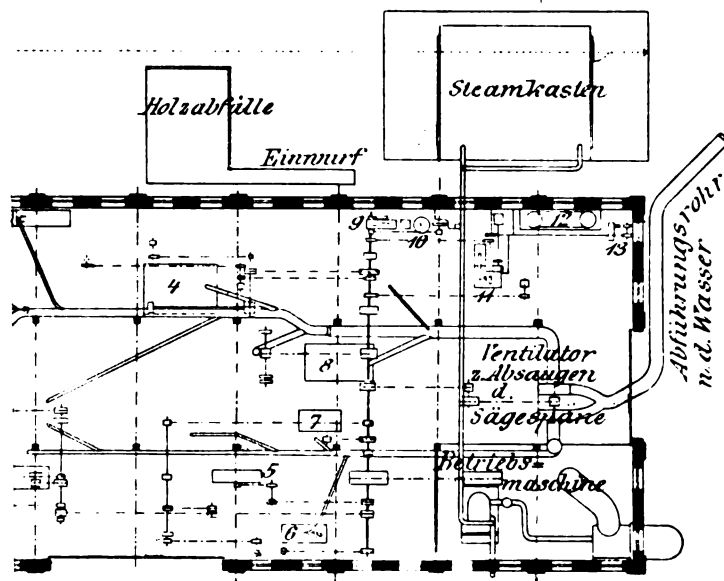 Holzabfälle
Steamkasten
Einwurf
9
10
12
13
4
11
Abführungsrohr
n. d. Wasser
8
Ventilator
z. Absaugen
d.
Sägespäne
7
5
Betriebs=
maschine
6